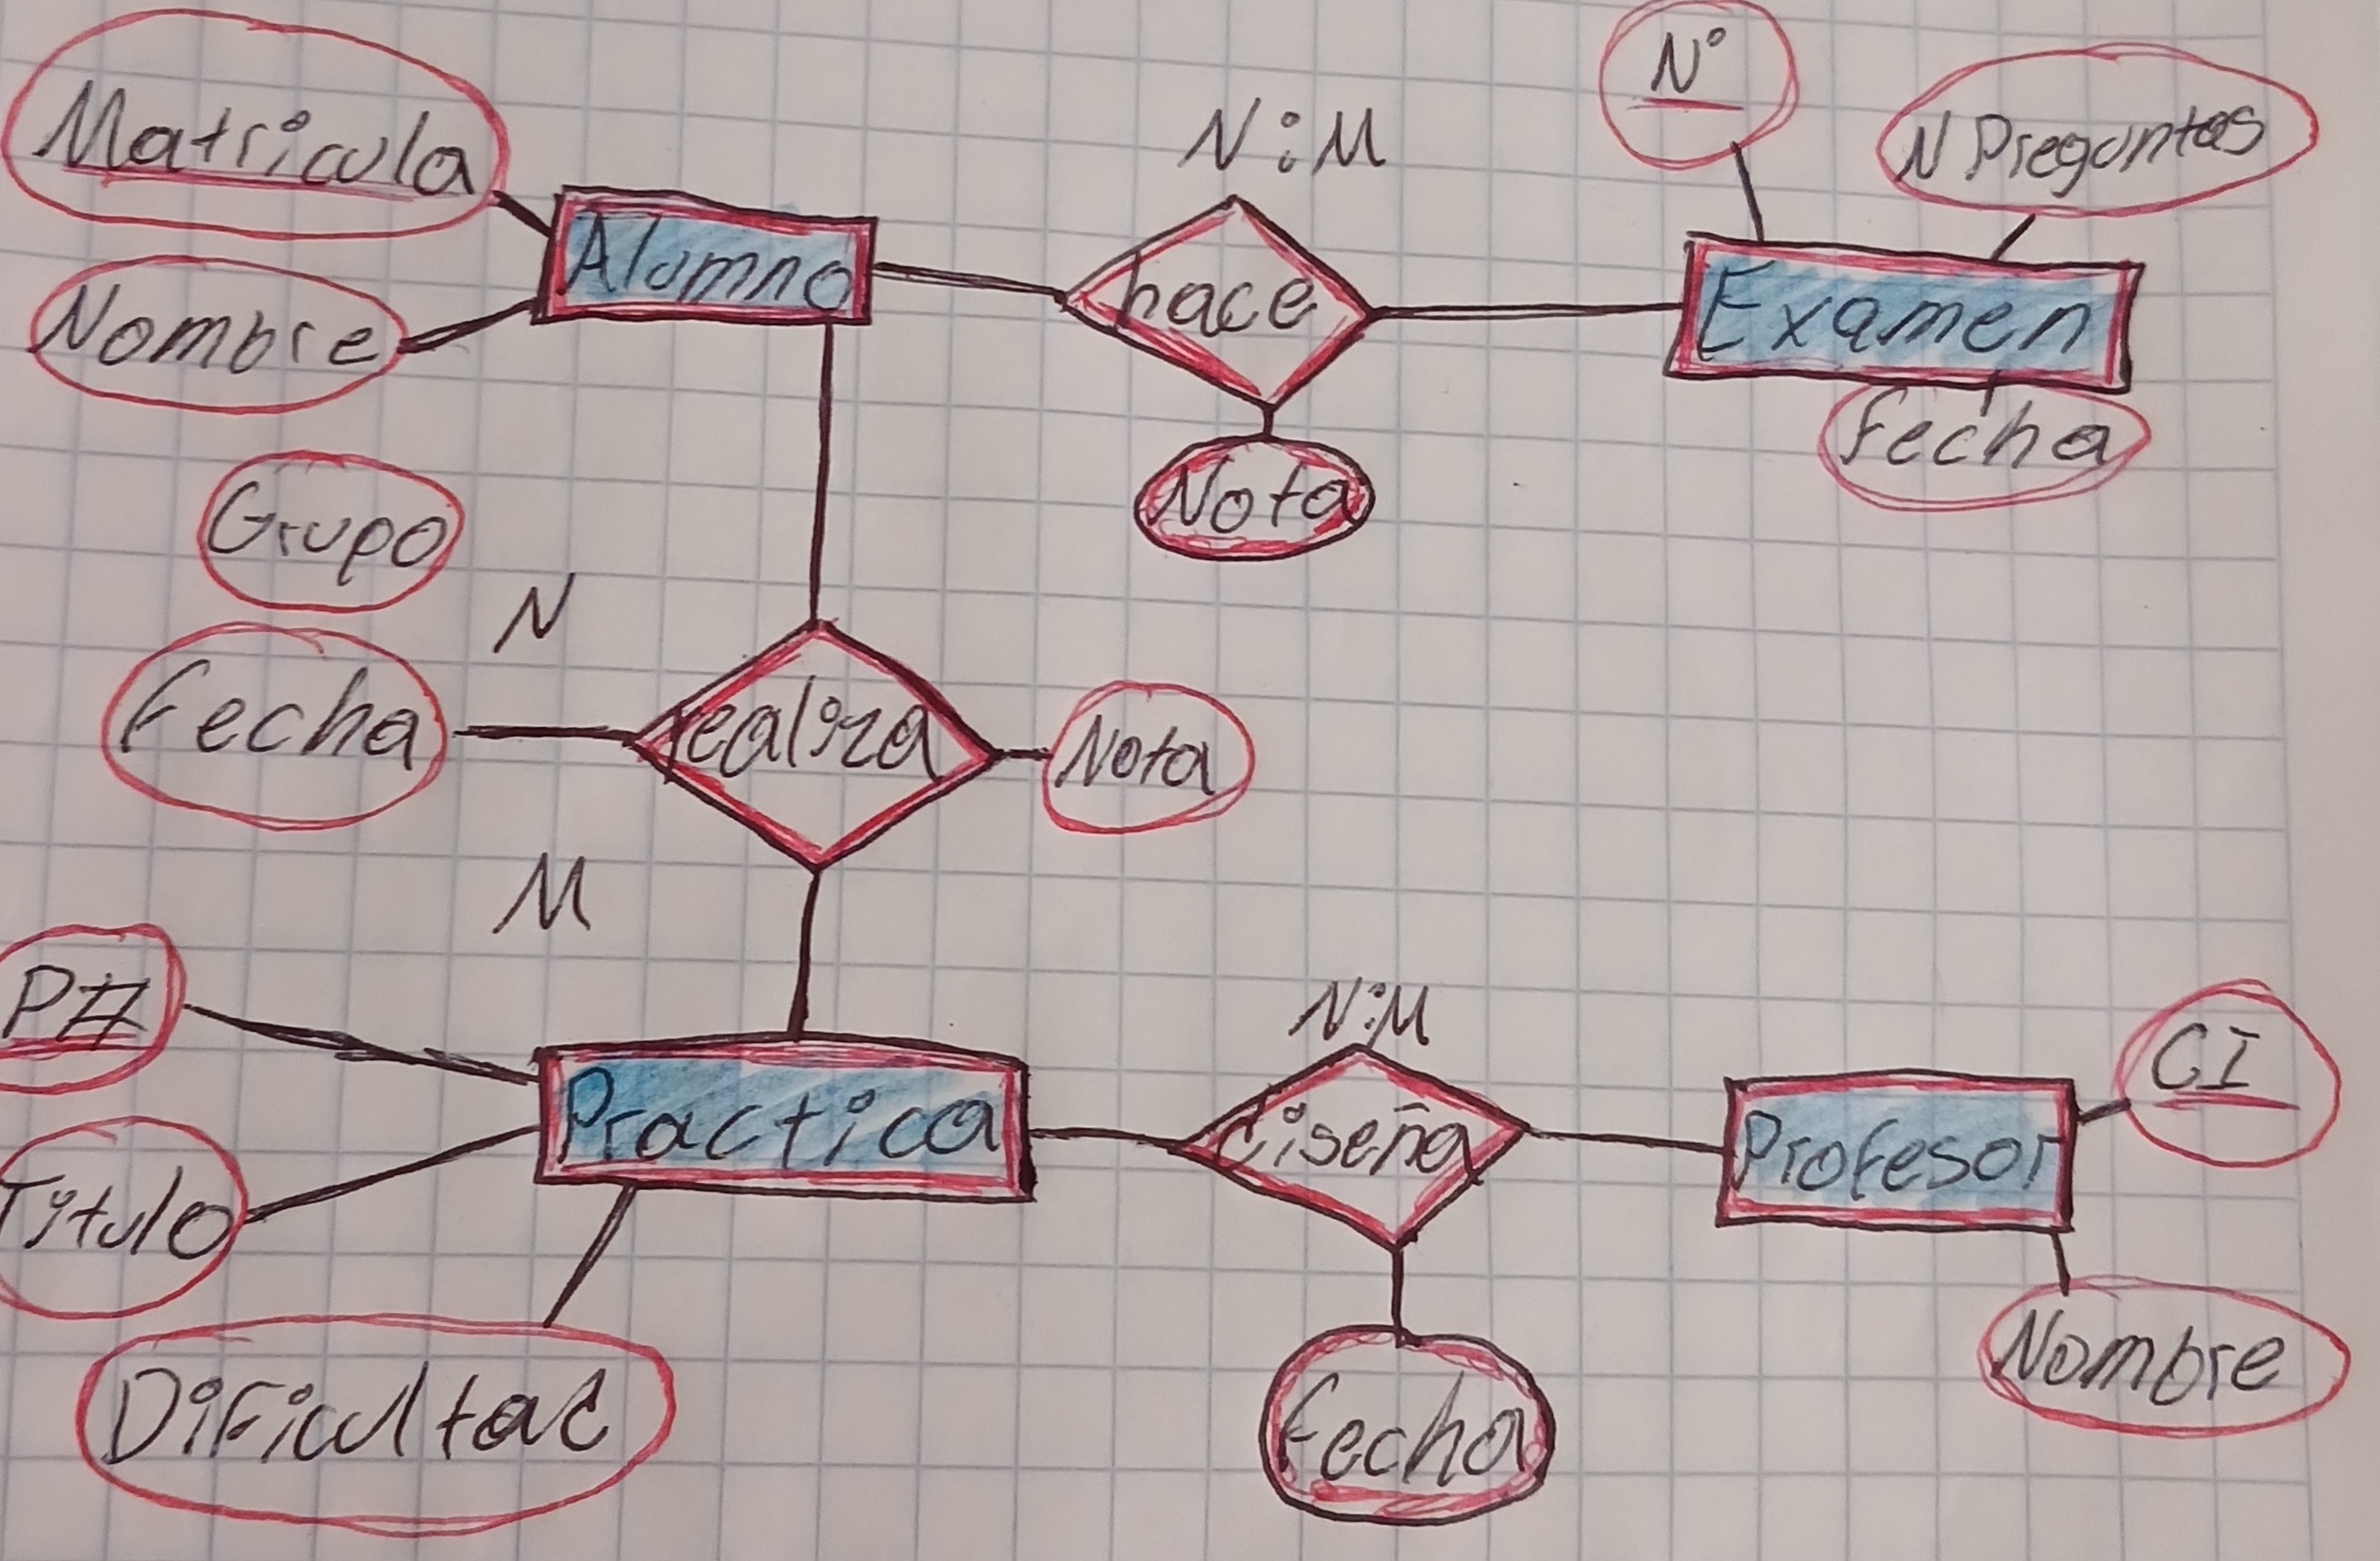 Matricula
Nombre
Alumno
N:M
hace
Nota
N°
N Preguntas
Examen
Fecha
Grupo
N
Fecha
realiza
Nota
M
P#
Titulo
Dificultad
Practica
N:M
diseña
Fecha
Profesor
CI
Nombre